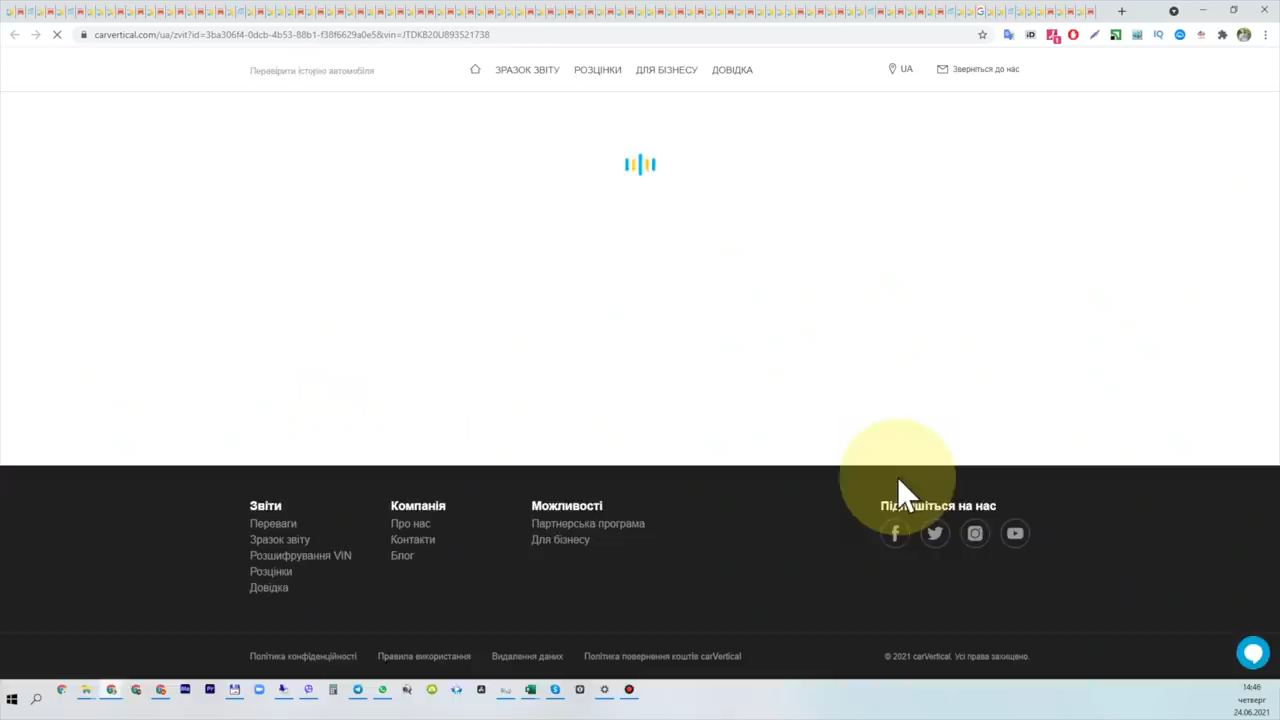 carvertical.com/ua/zvit?id=3ba306f4-0dcb-4b53-88b1-f38f6629a0e5&vin=JTDKB20U893521738
Перевірити історію автомобіля
ЗРАЗОК ЗВІТУ РОЗЦІНКИ ДЛЯ БІЗНЕСУ ДОВІДКА
UA
Зверніться до нас
Звіти
Переваги
Зразок звіту
Розшифрування VIN
Розцінки
Довідка
Компанія
Про нас
Контакти
Блог
Можливості
Партнерська програма
Для бізнесу
на нас
Політика конфіденційності Правила використання Видалення даних Політика повернення коштів carVertical
© 2021 carVertical. Усі права захищено.
14:46
четвер
24.06.2021